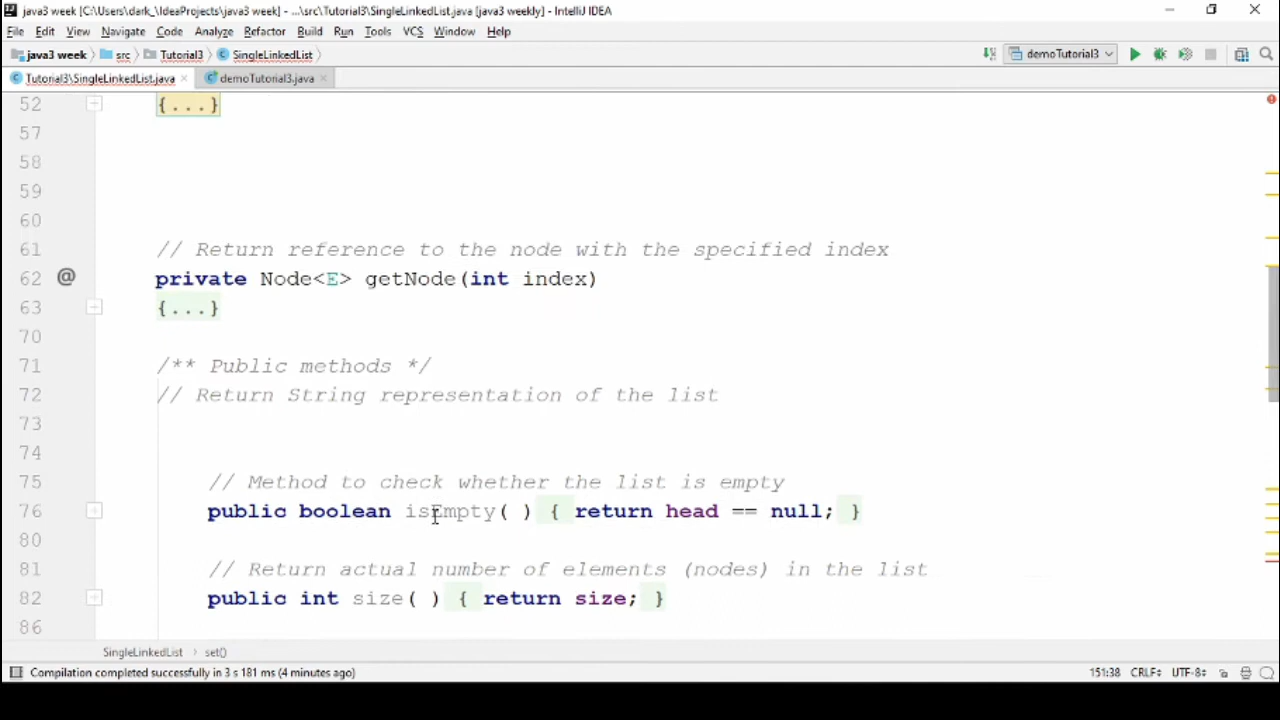 java3 week [C:\Users\dark_\IdeaProjects\java3 week] - ...\src\Tutorial3\SingleLinkedList.java [java3 weekly] - IntelliJ IDEA
File Edit View Navigate Code Analyze Refactor Build Run Tools VCS Window Help
java3 week src Tutorial3 SingleLinkedList demoTutorial3
Tutorial3\SingleLinkedList.java demoTutorial3.java
52 {...}
57
58
59
60
61 // Return reference to the node with the specified index
62 @ private Node<E> getNode(int index)
63 {...}
70
71 /** Public methods */
72 // Return String representation of the list
73
74
75 // Method to check whether the list is empty
76 public boolean isEmpty( ) { return head == null; }
80
81 // Return actual number of elements (nodes) in the list
82 public int size( ) { return size; }
86
SingleLinkedList › set()
Compilation completed successfully in 3 s 181 ms (4 minutes ago) 151:38 CRLF÷ UTF-8÷